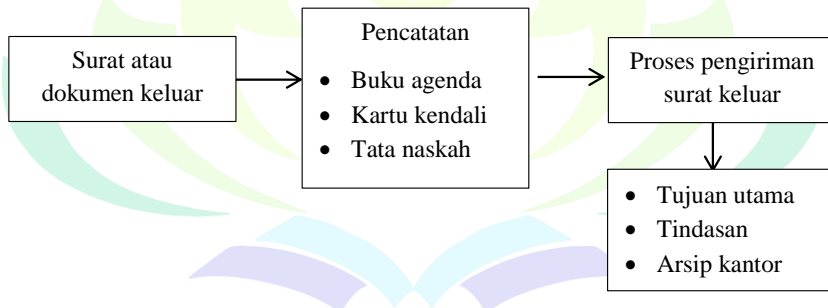 Surat atau
dokumen keluar
Pencatatan
• Buku agenda
• Kartu kendali
• Tata naskah
Proses pengiriman
surat keluar
• Tujuan utama
• Tindasan
• Arsip kantor